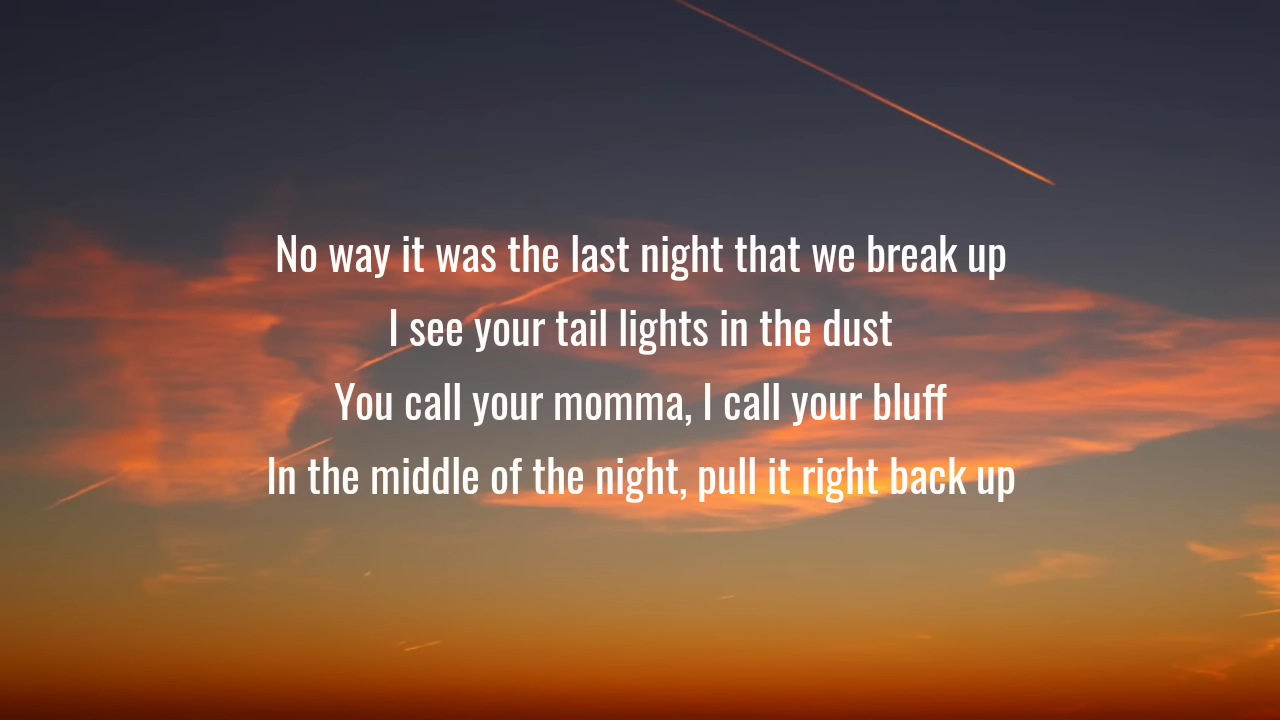 No way it was the last night that we break up
I see your tail lights in the dust
You call your momma, I call your bluff
In the middle of the night, pull it right back up